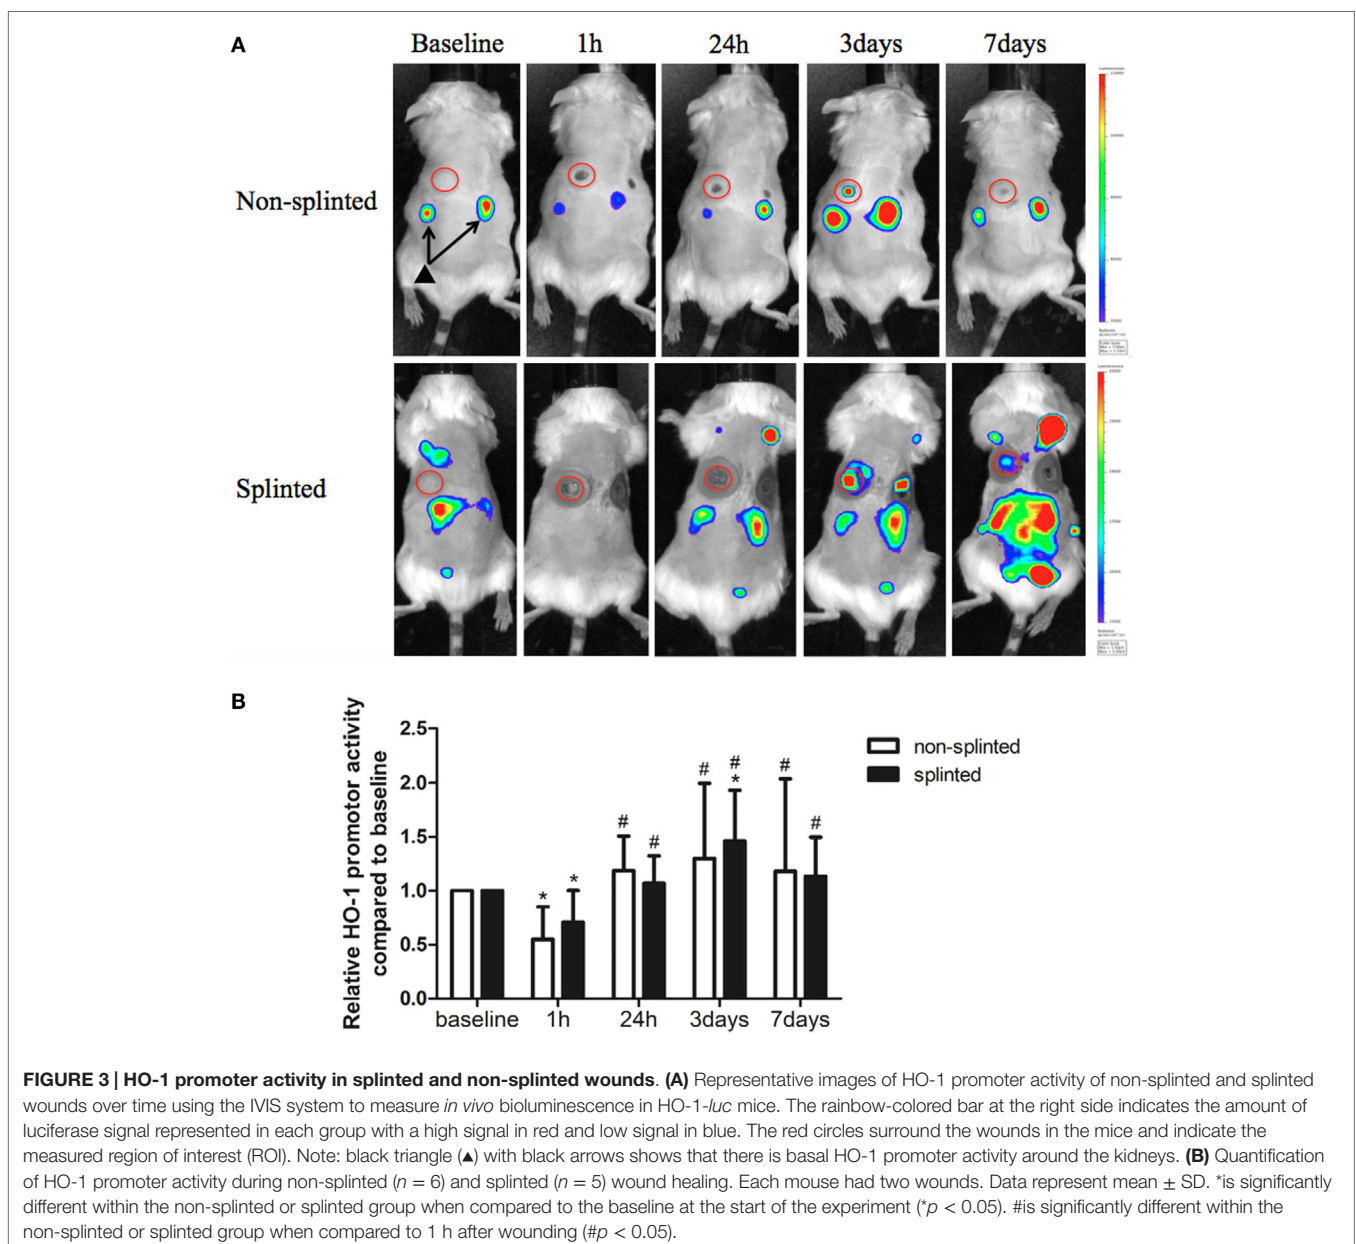 A
Baseline 1h 24h 3days 7days
Non-splinted
Splinted
B
Relative HO-1 promotor activity
compared to baseline
2.5
2.0
1.5
1.0
0.5
0.0
# # # # # #
* * *
baseline 1h 24h 3days 7days
non-splinted
splinted
FIGURE 3 | HO-1 promoter activity in splinted and non-splinted wounds. (A) Representative images of HO-1 promoter activity of non-splinted and splinted
wounds over time using the IVIS system to measure in vivo bioluminescence in HO-1-luc mice. The rainbow-colored bar at the right side indicates the amount of
luciferase signal represented in each group with a high signal in red and low signal in blue. The red circles surround the wounds in the mice and indicate the
measured region of interest (ROI). Note: black triangle (▲) with black arrows shows that there is basal HO-1 promoter activity around the kidneys. (B) Quantification
of HO-1 promoter activity during non-splinted (n = 6) and splinted (n = 5) wound healing. Each mouse had two wounds. Data represent mean ± SD. *is significantly
different within the non-splinted or splinted group when compared to the baseline at the start of the experiment (*p < 0.05). #is significantly different within the
non-splinted or splinted group when compared to 1 h after wounding (#p < 0.05).